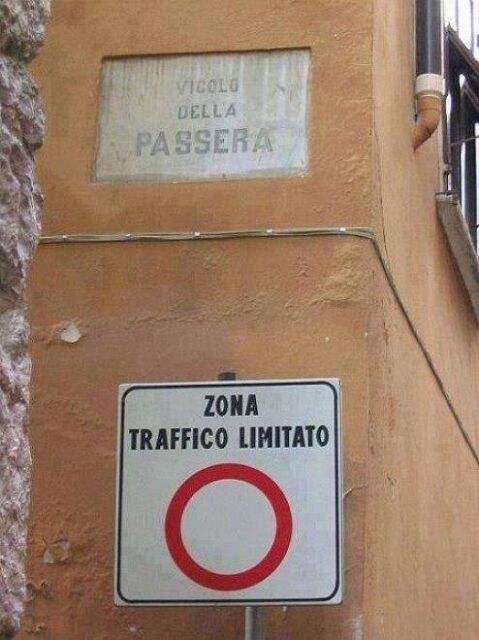 VICOLO
DELLA
PASSERA
ZONA
TRAFFICO LIMITATO